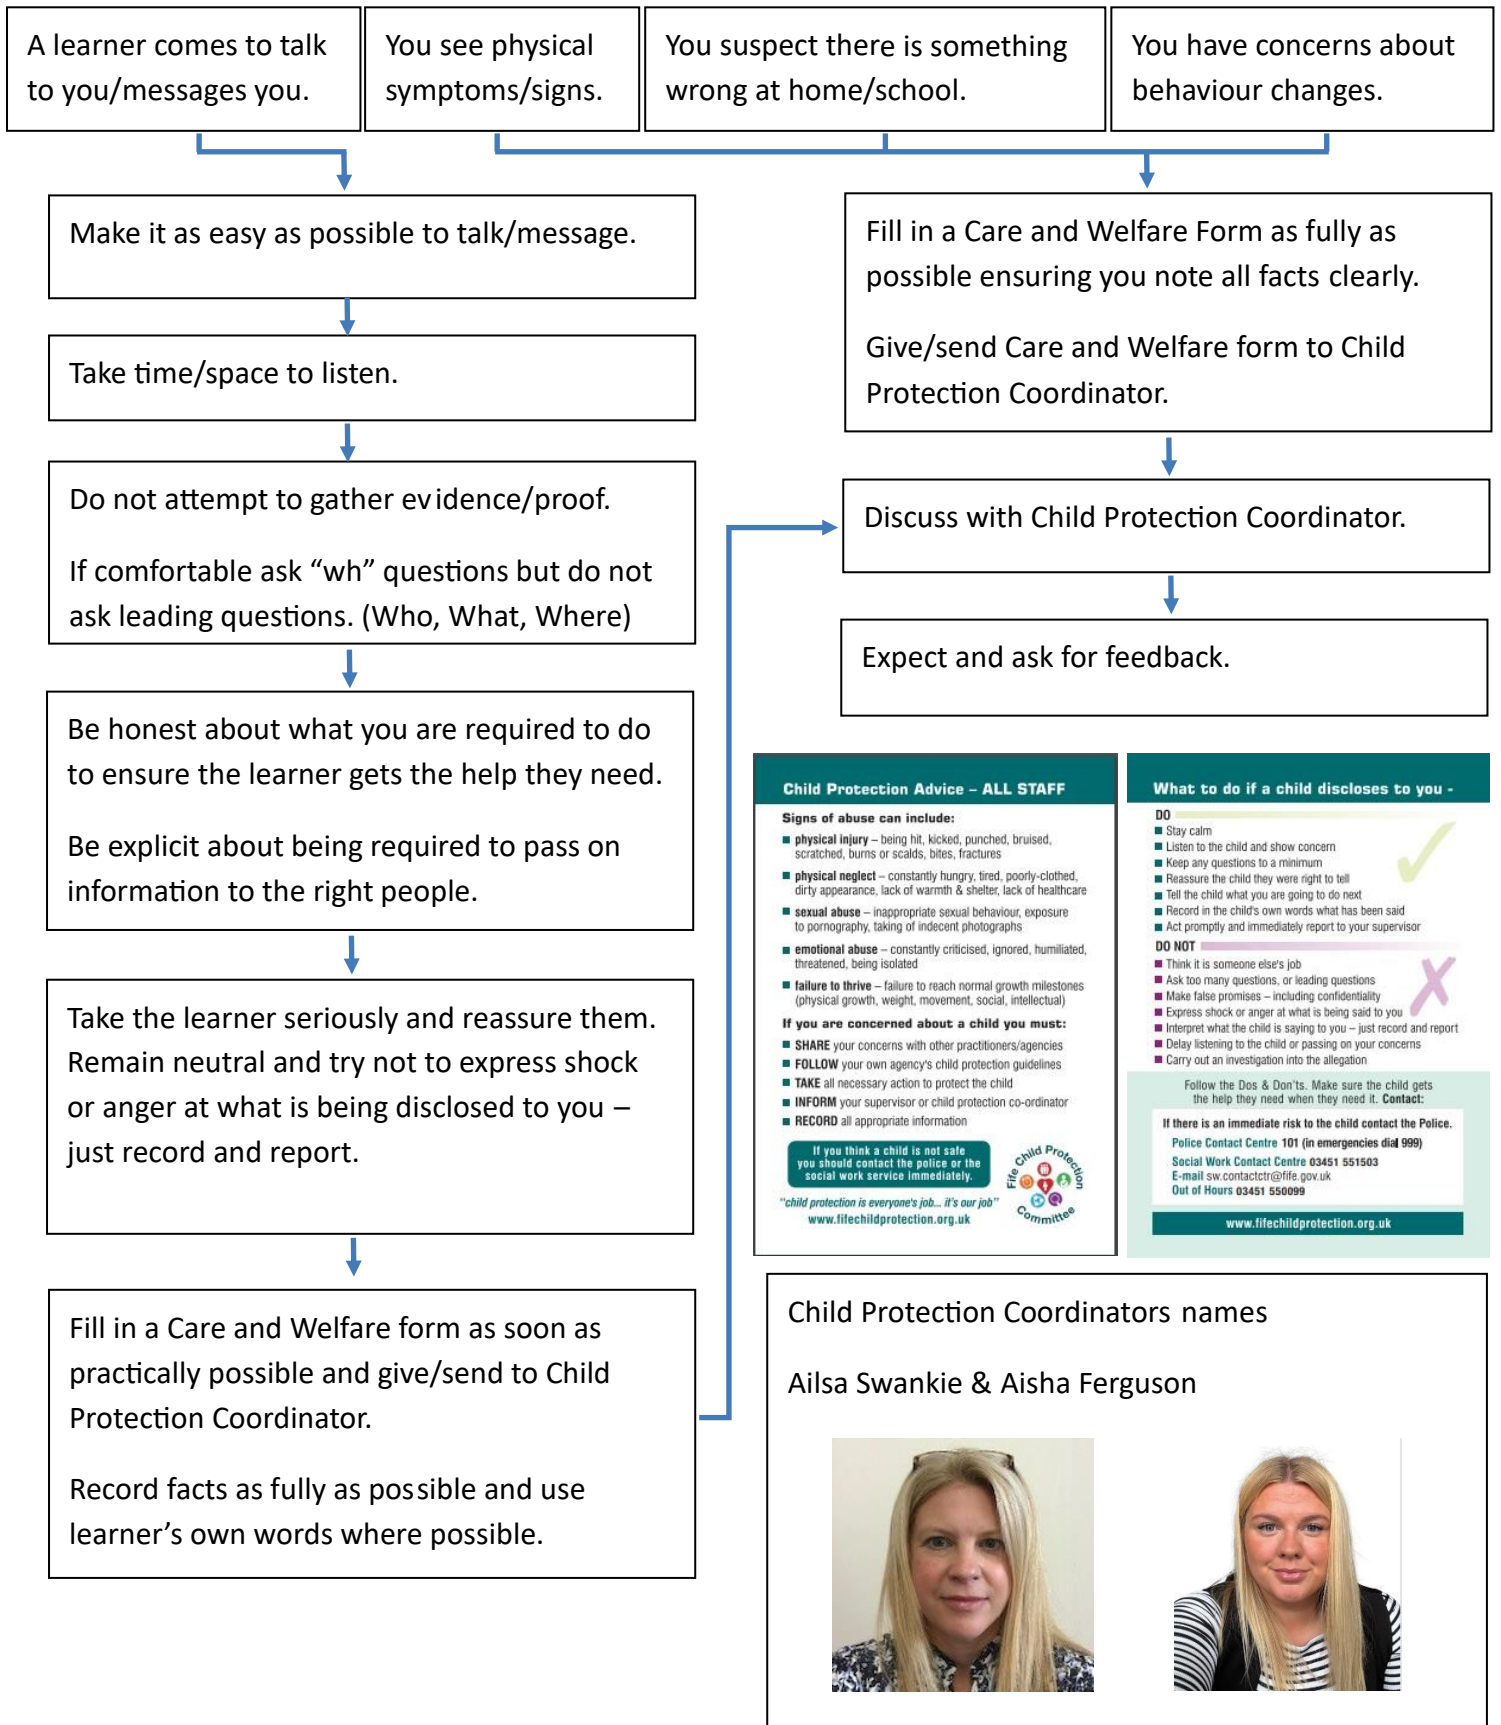 A learner comes to talk
to you/messages you.
You see physical
symptoms/signs.
You suspect there is something
wrong at home/school.
You have concerns about
behaviour changes.
Make it as easy as possible to talk/message.
Take time/space to listen.
Do not attempt to gather evidence/proof.
If comfortable ask “wh” questions but do not
ask leading questions. (Who, What, Where)
Be honest about what you are required to do
to ensure the learner gets the help they need.
Be explicit about being required to pass on
information to the right people.
Take the learner seriously and reassure them.
Remain neutral and try not to express shock
or anger at what is being disclosed to you –
just record and report.
Fill in a Care and Welfare form as soon as
practically possible and give/send to Child
Protection Coordinator.
Record facts as fully as possible and use
learner’s own words where possible.
Fill in a Care and Welfare Form as fully as
possible ensuring you note all facts clearly.
Give/send Care and Welfare form to Child
Protection Coordinator.
Discuss with Child Protection Coordinator.
Expect and ask for feedback.
Child Protection Advice – ALL STAFF
Signs of abuse can include:
physical injury – being hit, kicked, punched, bruised,
scratched, burns or scalds, bites, fractures
physical neglect – constantly hungry, tired, poorly-clothed,
dirty appearance, lack of warmth & shelter, lack of healthcare
sexual abuse – inappropriate sexual behaviour, exposure
to pornography, taking of indecent photographs
emotional abuse – constantly criticised, ignored, humiliated,
threatened, being isolated
failure to thrive – failure to reach normal growth milestones
(physical growth, weight, movement, social, intellectual)
If you are concerned about a child you must:
SHARE your concerns with other practitioners/agencies
FOLLOW your own agency's child protection guidelines
TAKE all necessary action to protect the child
INFORM your supervisor or child protection co-ordinator
RECORD all appropriate information
If you think a child is not safe
you should contact the police or the
social work service immediately.
"child protection is everyone's job... it's our job"
www.fifechildprotection.org.uk
Fife Child Protection
Committee
What to do if a child discloses to you -
DO
Stay calm
Listen to the child and show concern
Keep any questions to a minimum
Reassure the child they were right to tell
Tell the child what you are going to do next
Record in the child's own words what has been said
Act promptly and immediately report to your supervisor
DO NOT
Think it is someone else's job
Ask too many questions, or leading questions
Make false promises – including confidentiality
Express shock or anger at what is being said to you
Interpret what the child is saying to you – just record and report
Delay listening to the child or passing on your concerns
Carry out an investigation into the allegation
Follow the Dos & Don'ts. Make sure the child gets
the help they need when they need it. Contact:
If there is an immediate risk to the child contact the Police.
Police Contact Centre 101 (in emergencies dial 999)
Social Work Contact Centre 03451 551503
E-mail sw.contactctr@fife.gov.uk
Out of Hours 03451 550099
www.fifechildprotection.org.uk
Child Protection Coordinators names
Ailsa Swankie & Aisha Ferguson